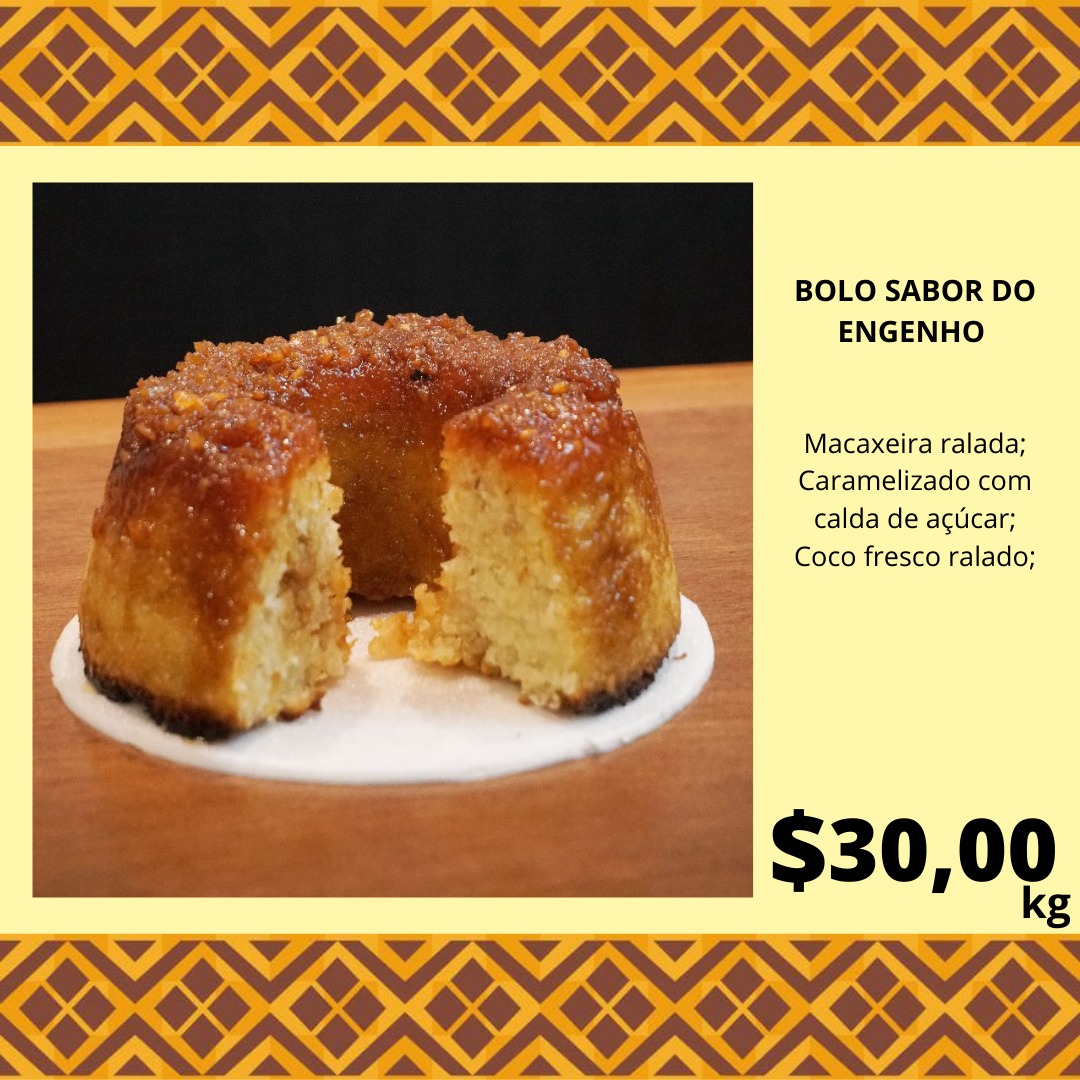 BOLO SABOR DO
ENGENHO
Macaxeira ralada;
Caramelizado com
calda de açúcar;
Coco fresco ralado;
$30,00
kg